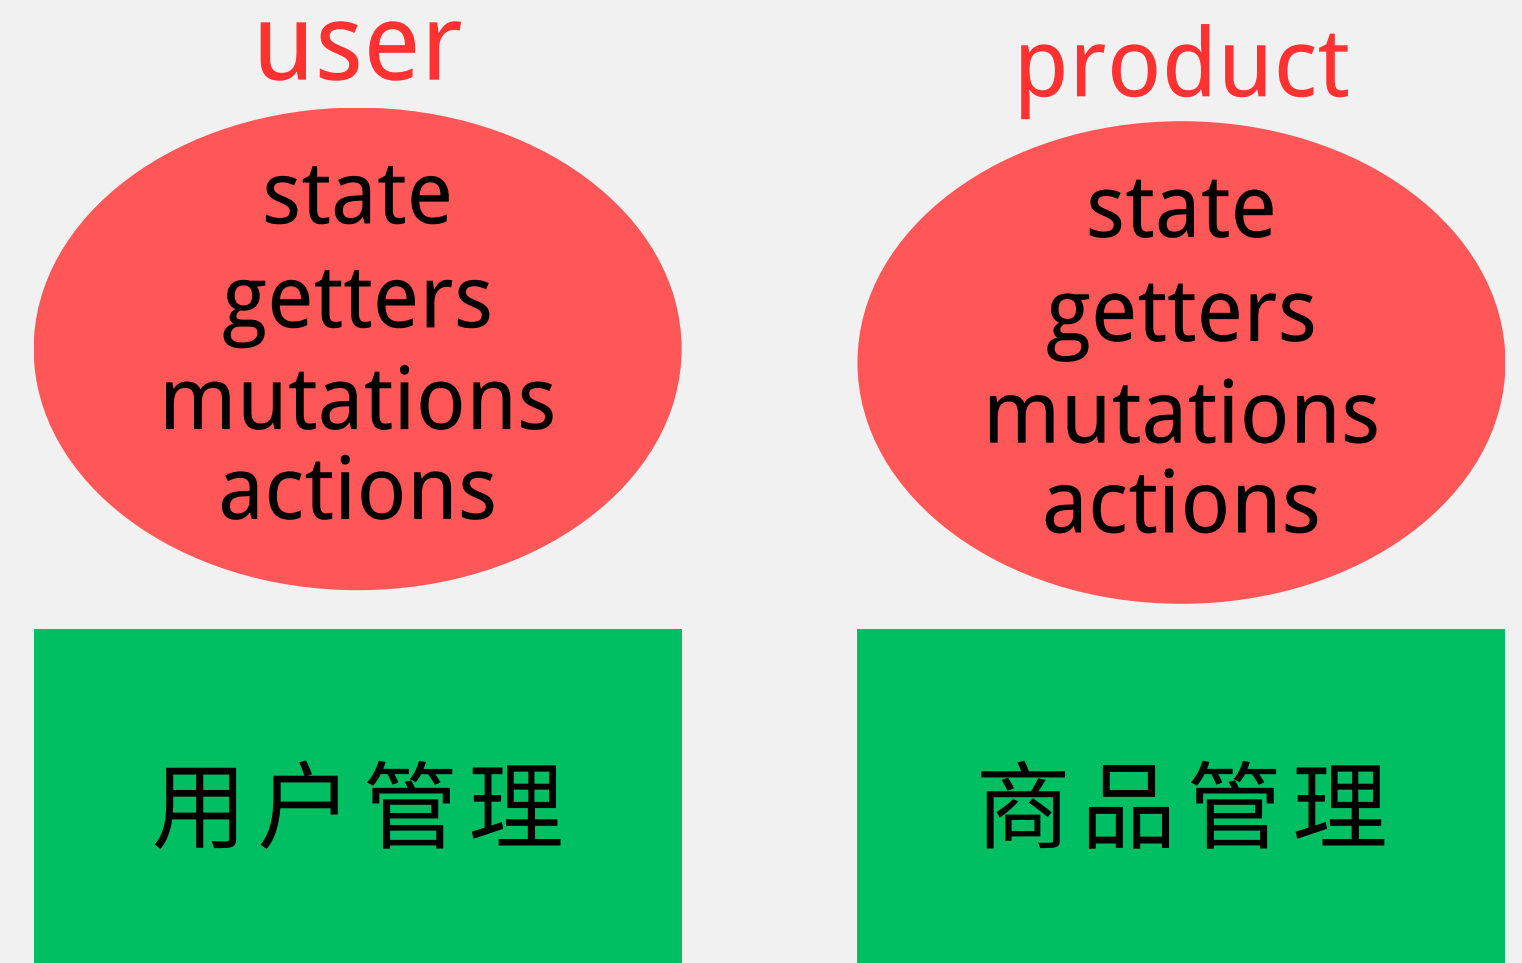 user
state
getters
mutations
actions
用户管理
product
state
getters
mutations
actions
商品管理